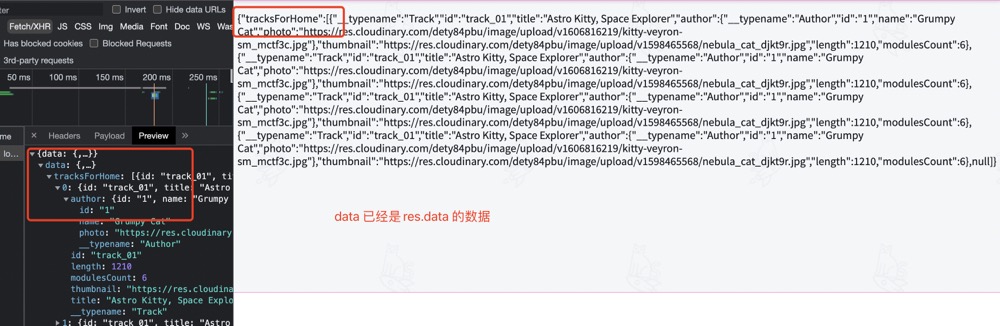 Invert
Hide data URLs
Fetch/XHR JS CSS Img Media Font Doc WS Was
Has blocked cookies
Blocked Requests
3rd-party requests
50 ms 100 ms 150 ms 200 ms 250 ms
Headers Payload Preview
{data: {,…}}
data: {,…}
tracksForHome: [{id: "track_01",
0: {id: "track_01", title: "Astro
author: {id: "1", name: "Grumpy
id: "1"
name: "Grumpy Cat"
photo: "https://res.cloudinary
__typename: "Author"
id: "track_01"
length: 1210
modulesCount: 6
thumbnail: "https://res.cloudinary
title: "Astro Kitty, Space Explore
__typename: "Track"
1: {id: "track_01", title: "Astro
{"tracksForHome":[{"__typename":"Track","id":"track_01","title":"Astro Kitty, Space Explorer","author":{"__typename":"Author","id":"1","name":"Grumpy
Cat","photo":"https://res.cloudinary.com/dety84pbu/image/upload/v1606816219/kitty-veyron-
sm_mctf3c.jpg"},"thumbnail":"https://res.cloudinary.com/dety84pbu/image/upload/v1598465568/nebula_cat_djkt9r.jpg","length":1210,"modulesCount":6},
{"__typename":"Track","id":"track_01","title":"Astro Kitty, Space Explorer","author":{"__typename":"Author","id":"1","name":"Grumpy
Cat","photo":"https://res.cloudinary.com/dety84pbu/image/upload/v1606816219/kitty-veyron-
sm_mctf3c.jpg"},"thumbnail":"https://res.cloudinary.com/dety84pbu/image/upload/v1598465568/nebula_cat_djkt9r.jpg","length":1210,"modulesCount":6},
{"__typename":"Track","id":"track_01","title":"Astro Kitty, Space Explorer","author":{"__typename":"Author","id":"1","name":"Grumpy
Cat","photo":"https://res.cloudinary.com/dety84pbu/image/upload/v1606816219/kitty-veyron-
sm_mctf3c.jpg"},"thumbnail":"https://res.cloudinary.com/dety84pbu/image/upload/v1598465568/nebula_cat_djkt9r.jpg","length":1210,"modulesCount":6},
{"__typename":"Track","id":"track_01","title":"Astro Kitty, Space Explorer","author":{"__typename":"Author","id":"1","name":"Grumpy
Cat","photo":"https://res.cloudinary.com/dety84pbu/image/upload/v1606816219/kitty-veyron-
sm_mctf3c.jpg"},"thumbnail":"https://res.cloudinary.com/dety84pbu/image/upload/v1598465568/nebula_cat_djkt9r.jpg","length":1210,"modulesCount":6},null]}
data 已经是 res.data 的数据